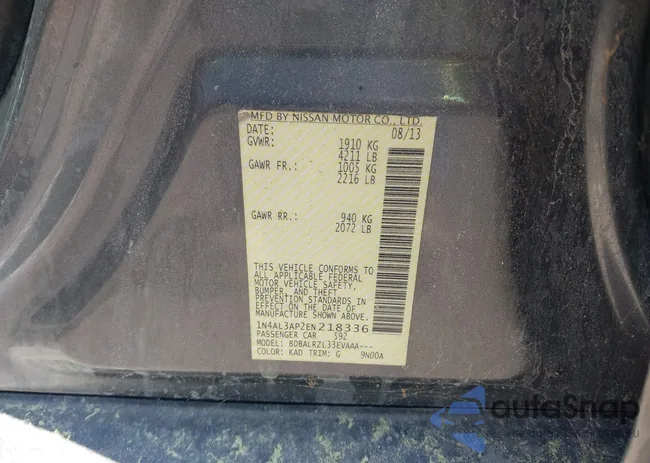 MFD BY NISSAN MOTOR CO., LTD.
DATE: 08/13
GVWR: 1910 KG
4211 LB
GAWR FR.: 1005 KG
2216 LB
GAWR RR.: 940 KG
2072 LB
THIS VEHICLE CONFORMS TO
ALL APPLICABLE FEDERAL
MOTOR VEHICLE SAFETY,
BUMPER, AND THEFT
PREVENTION STANDARDS IN
EFFECT ON THE DATE OF
MANUFACTURE SHOWN ABOVE.
1N4AL3AP2EN218336
PASSENGER CAR 592
MODEL: BDBALRZL33EVAAA---
COLOR: KAD TRIM: G 9N00A
autoSnap